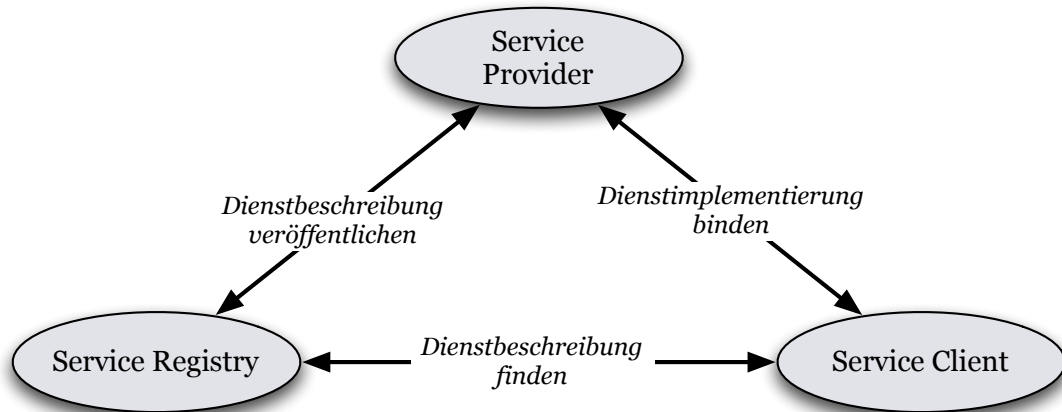 Service
Provider
Dienstbeschreibung
veröffentlichen
Dienstimplementierung
binden
Service Registry
Dienstbeschreibung
finden
Service Client